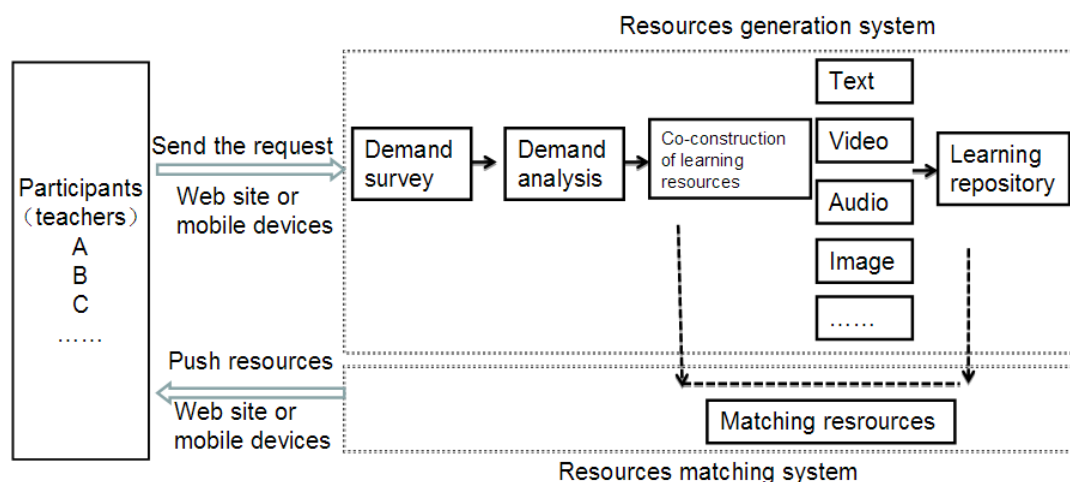 Resources generation system
Participants
（teachers）
A
B
C
……
Send the request
Web site or
mobile devices
Demand
survey
Demand
analysis
Co-construction
of learning
resources
Text
Video
Audio
Image
……
Learning
repository
Push resources
Web site or
mobile devices
Matching resrources
Resources matching system